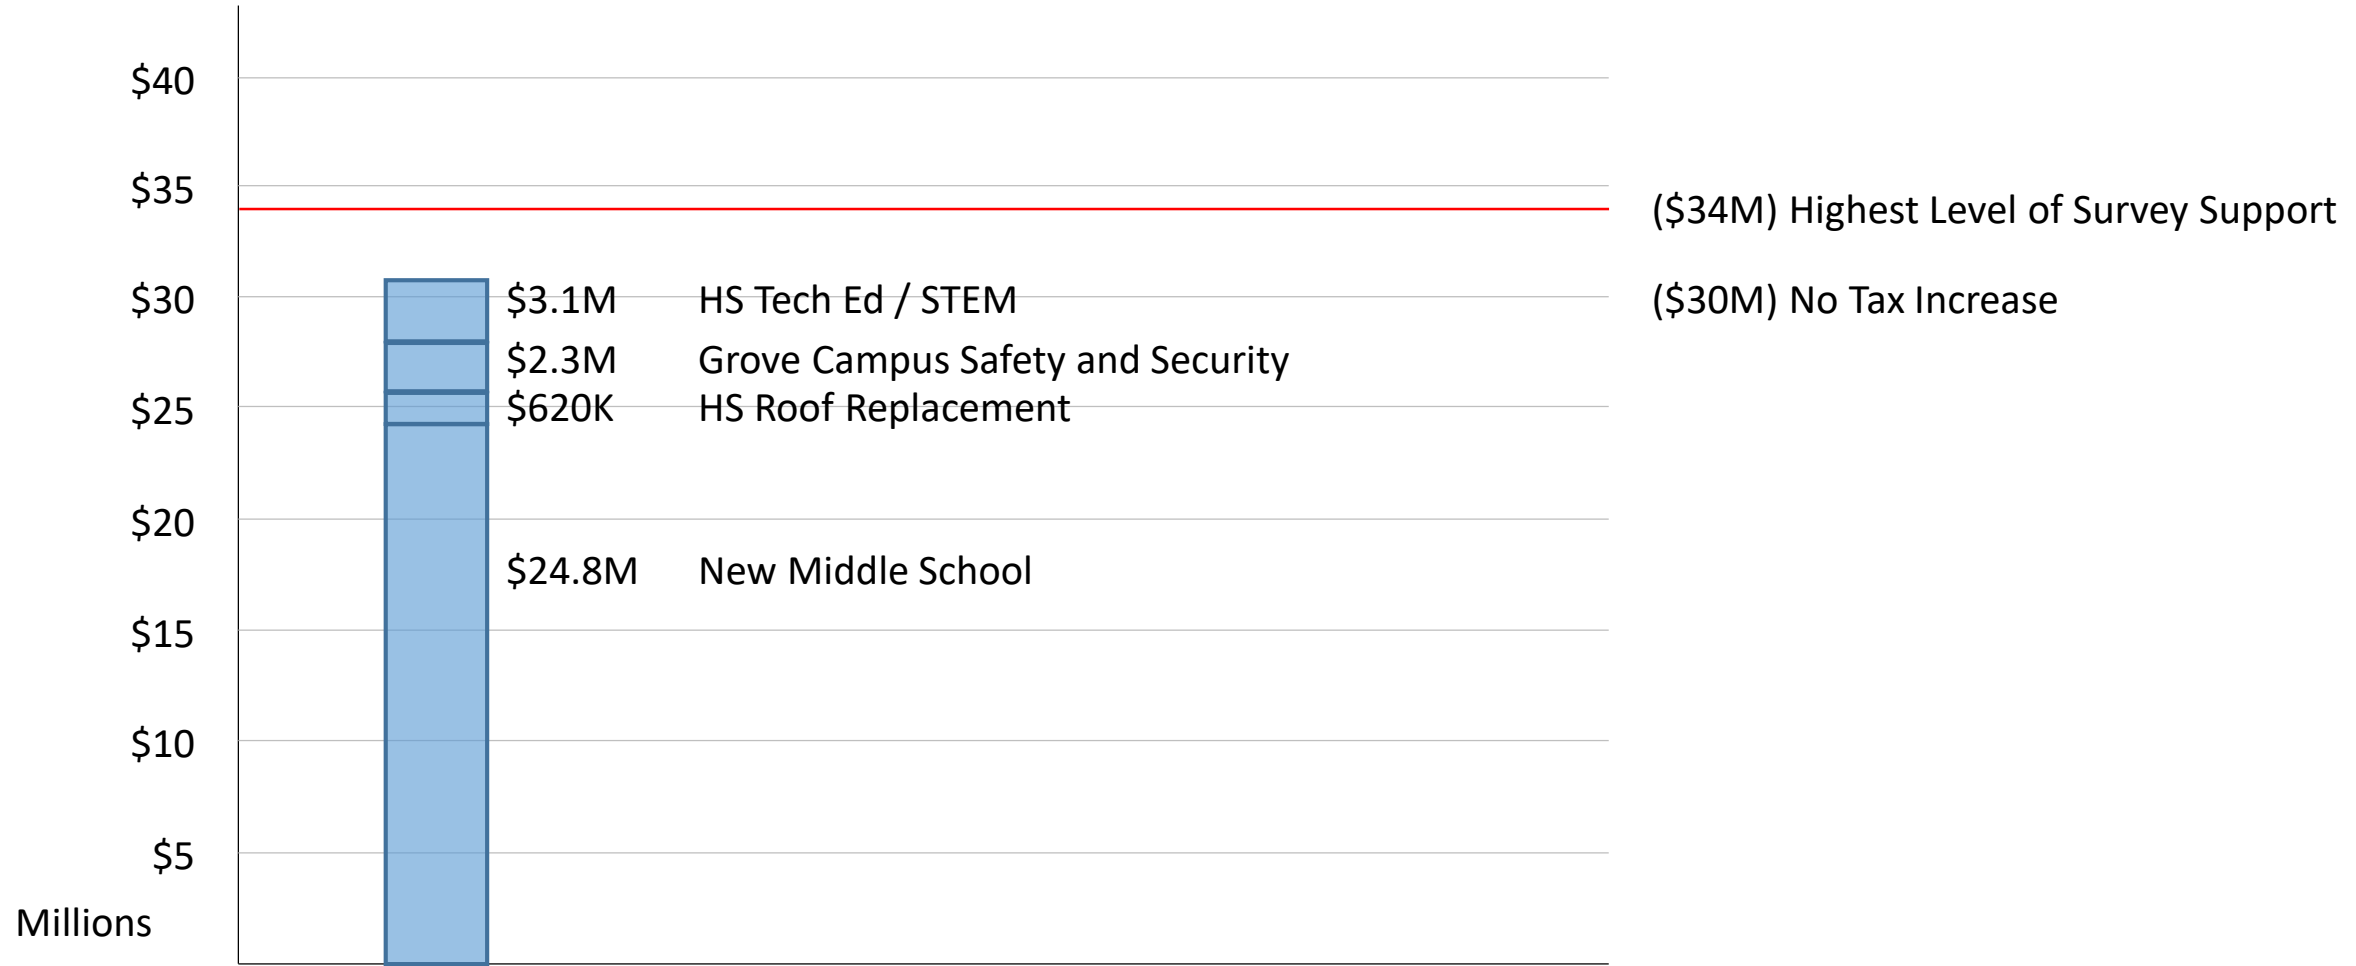 $40
$35
($34M) Highest Level of Survey Support
$30
$3.1M HS Tech Ed / STEM
($30M) No Tax Increase
$2.3M Grove Campus Safety and Security
$25
$620K HS Roof Replacement
$20
$24.8M New Middle School
$15
$10
$5
Millions